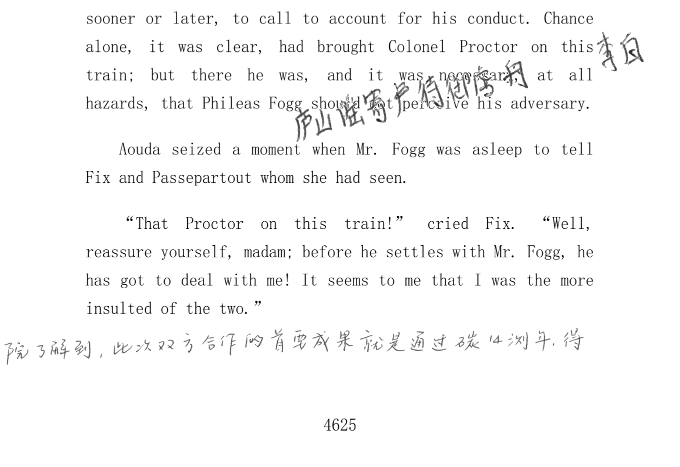 sooner or later, to call to account for his conduct. Chance
alone, it was clear, had brought Colonel Proctor on this
train; but there he was, and it was necessary, at all
hazards, that Phileas Fogg should not perceive his adversary.
庐山谣寄卢侍御虚舟
李白
Aouda seized a moment when Mr. Fogg was asleep to tell
Fix and Passepartout whom she had seen.
“That Proctor on this train!” cried Fix. “Well,
reassure yourself, madam; before he settles with Mr. Fogg, he
has got to deal with me! It seems to me that I was the more
insulted of the two.”
院了解到，此次双方合作的首要成果就是通过碳14测年，得
4625